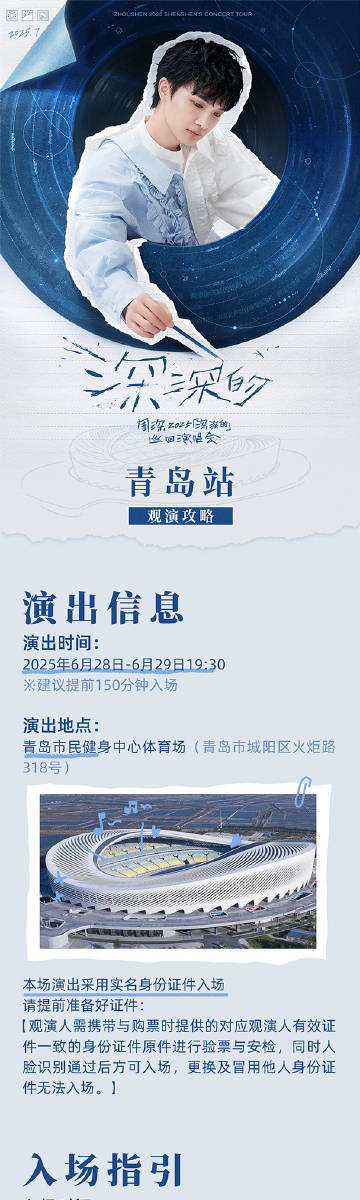 ZHOUSHEN 2025 SHENSHEN'S CONCERT TOUR
2025.7
深深的
周深2025「深深的」
巡回演唱会
青岛站
观演攻略
演出信息
演出时间：
2025年6月28日-6月29日19:30
※建议提前150分钟入场
演出地点：
青岛市民健身中心体育场（青岛市城阳区火炬路
318号）
本场演出采用实名身份证件入场
请提前准备好证件：
【观演人需携带与购票时提供的对应观演人有效证
件一致的身份证件原件进行验票与安检，同时人
脸识别通过后方可入场，更换及冒用他人身份证
件无法入场。】
入场指引